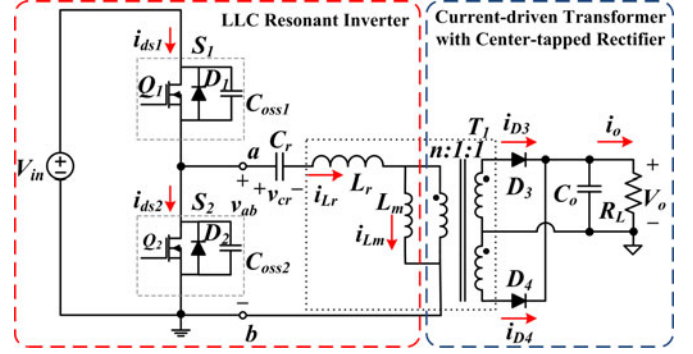 LLC Resonant Inverter
Current-driven Transformer
with Center-tapped Rectifier
i_ds1
S_1
Q_1
D_1
C_oss1
V_in
a
C_r
+
+ v_cr −
i_Lr
L_r
T_1
n:1:1
i_D3
D_3
i_o
+
C_o
R_L
V_o
−
i_ds2
S_2
v_ab
Q_2
D_2
C_oss2
L_m
i_Lm
−
b
D_4
i_D4